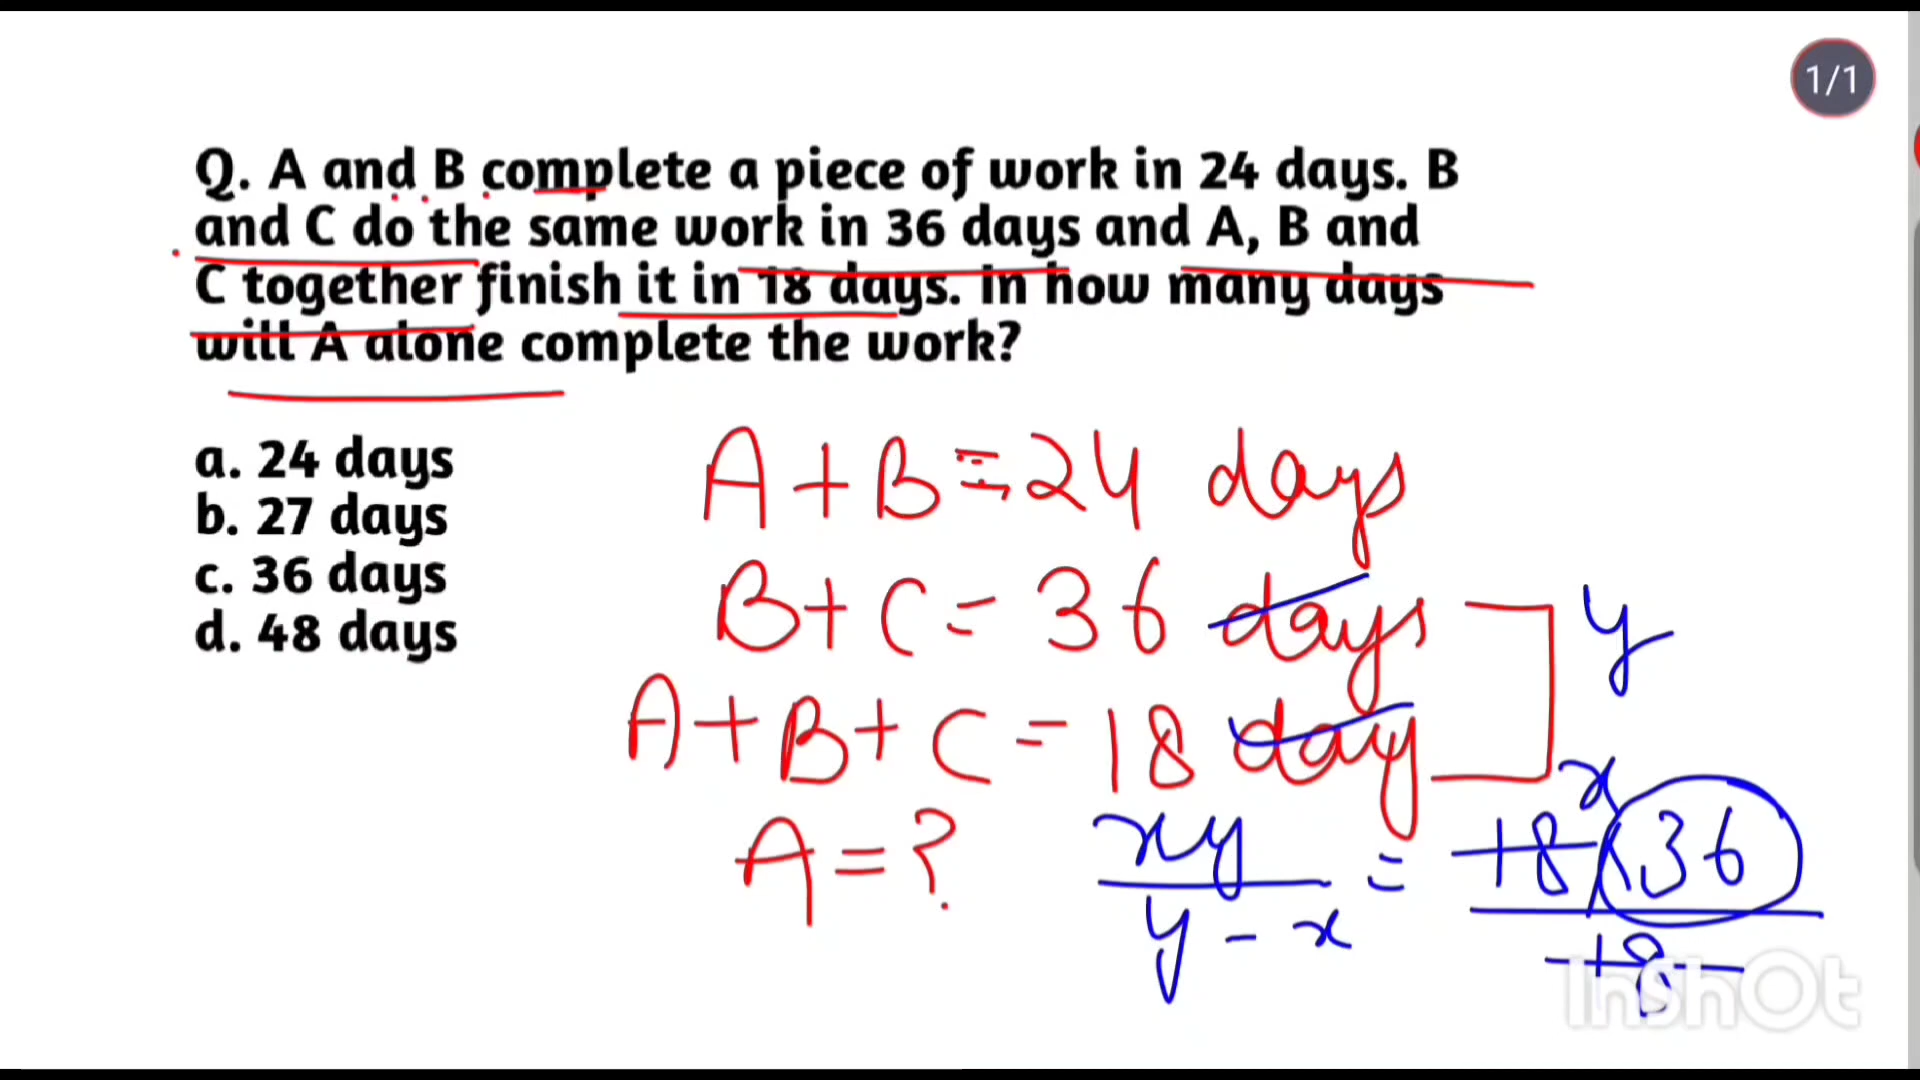 1/1
Q. A and B complete a piece of work in 24 days. B
and C do the same work in 36 days and A, B and
C together finish it in 18 days. In how many days
will A alone complete the work?
a. 24 days
b. 27 days
c. 36 days
d. 48 days
A + B = 24 days
B + C = 36 days
y
A + B + C = 18 day
x
A = ?
xy / y - x = 18 × 36 / 18
InShOt